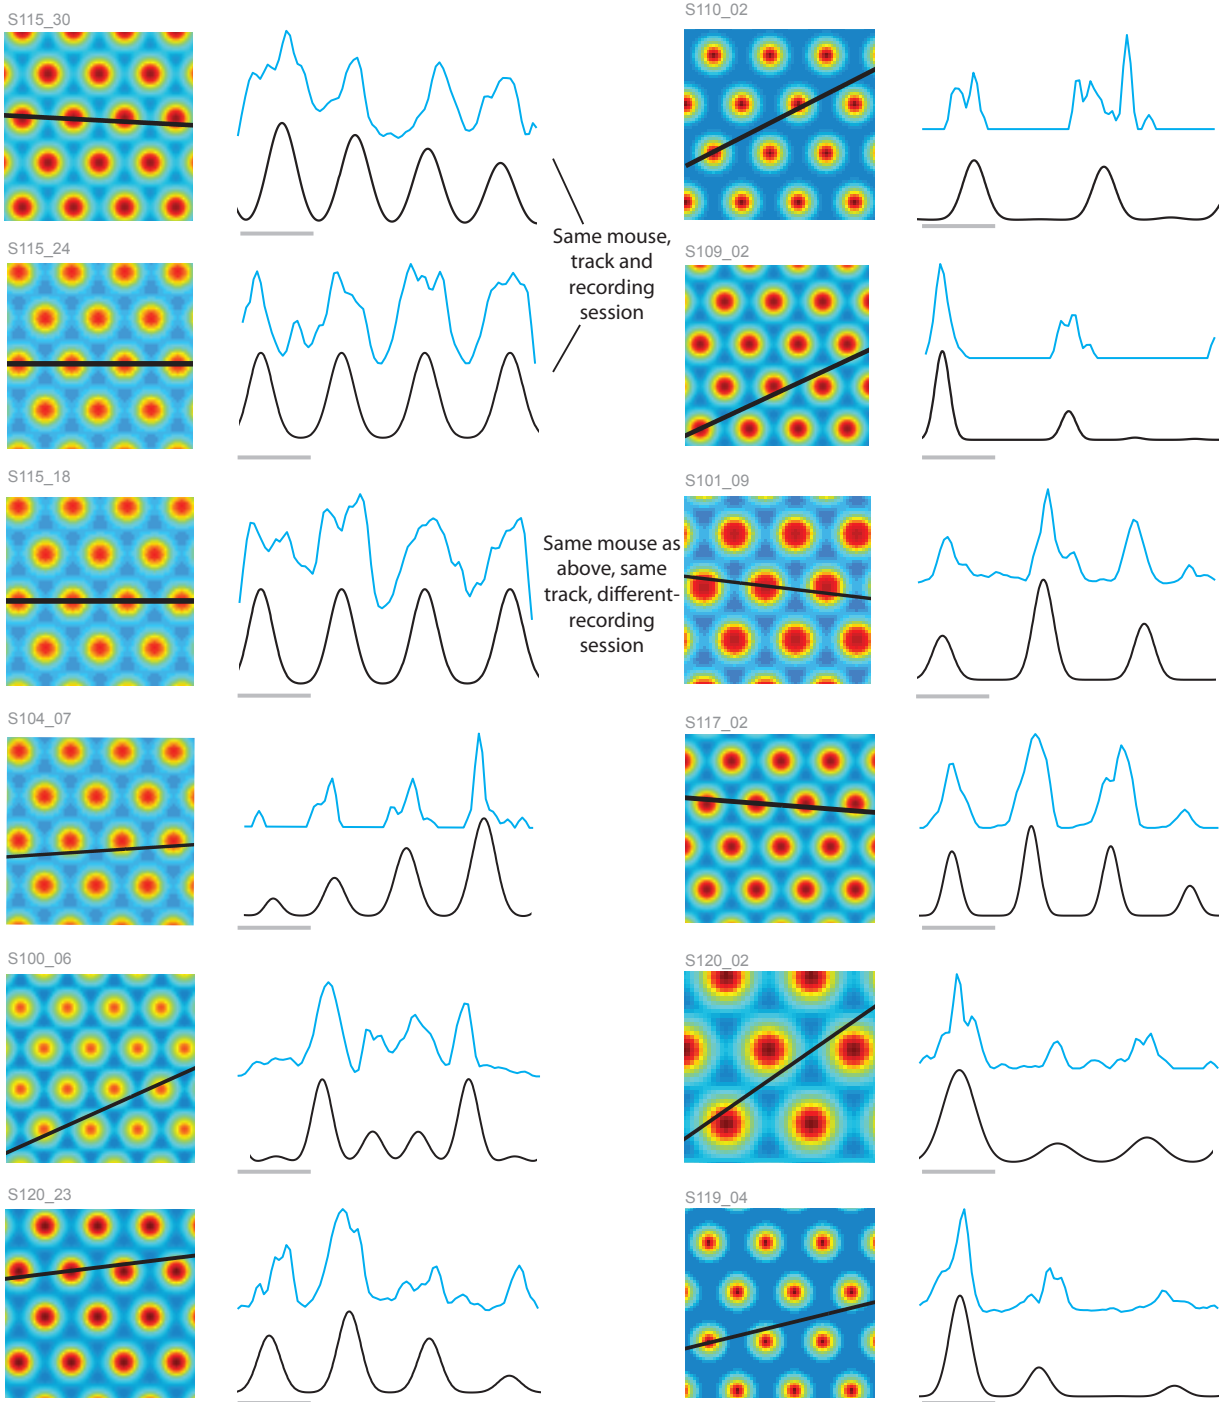 S115_30
S115_24
Same mouse,
track and
recording
session
S115_18
Same mouse as
above, same
track, different-
recording
session
S104_07
S100_06
S120_23
S110_02
S109_02
S101_09
S117_02
S120_02
S119_04